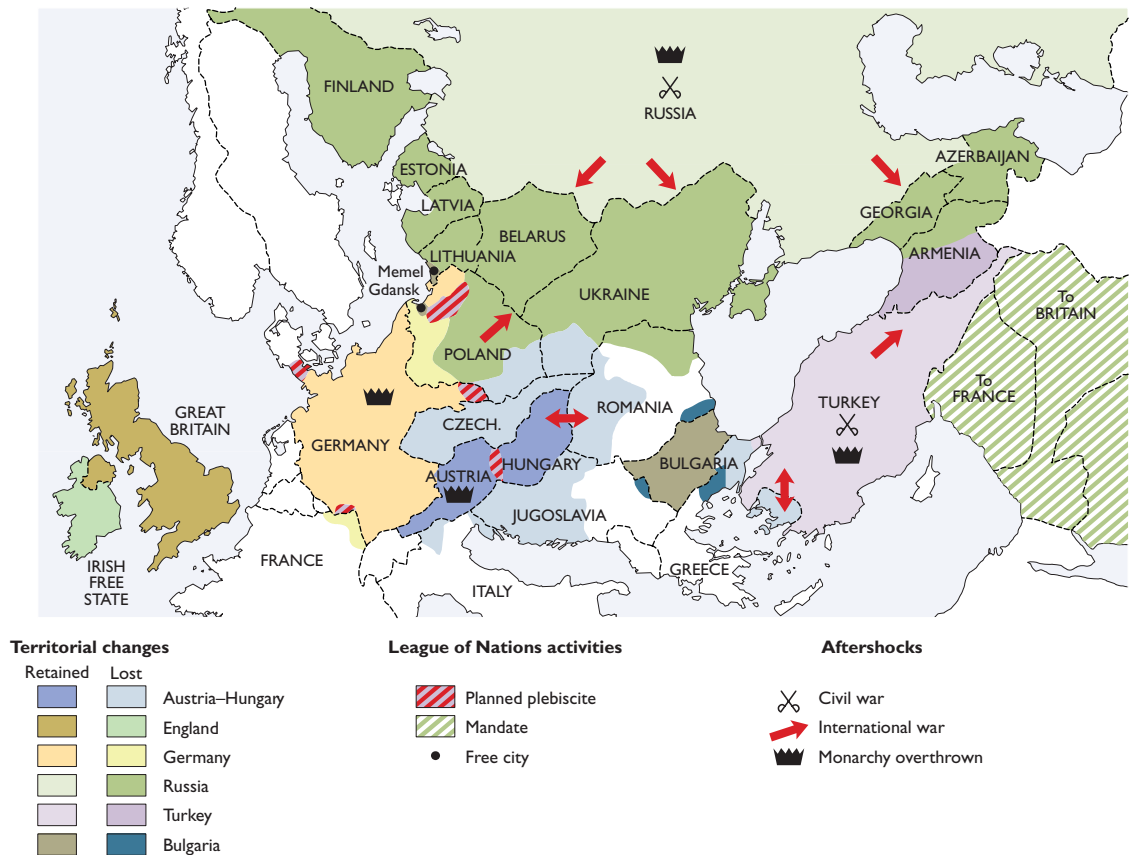 FINLAND
RUSSIA
ESTONIA
AZERBAIJAN
LATVIA
GEORGIA
BELARUS
LITHUANIA
ARMENIA
Memel
Gdansk
UKRAINE
To
BRITAIN
POLAND
To
FRANCE
GREAT
BRITAIN
ROMANIA
TURKEY
CZECH.
GERMANY
HUNGARY
BULGARIA
AUSTRIA
JUGOSLAVIA
FRANCE
IRISH
FREE
STATE
GREECE
ITALY
Territorial changes
Retained Lost
Austria–Hungary
England
Germany
Russia
Turkey
Bulgaria
League of Nations activities
Planned plebiscite
Mandate
Free city
Aftershocks
Civil war
International war
Monarchy overthrown